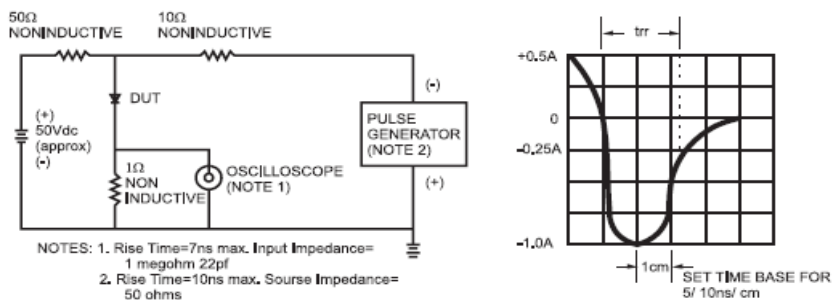 50Ω
NONINDUCTIVE
10Ω
NONINDUCTIVE
DUT
(+)
50Vdc
(approx)
(-)
1Ω
NON
INDUCTIVE
OSCILLOSCOPE
(NOTE 1)
(-)
PULSE
GENERATOR
(NOTE 2)
(+)
NOTES: 1. Rise Time=7ns max. Input Impedance=
1 megohm 22pf
2. Rise Time=10ns max. Sourse Impedance=
50 ohms
trr
+0.5A
0
-0.25A
-1.0A
1cm
SET TIME BASE FOR
5/ 10ns/ cm